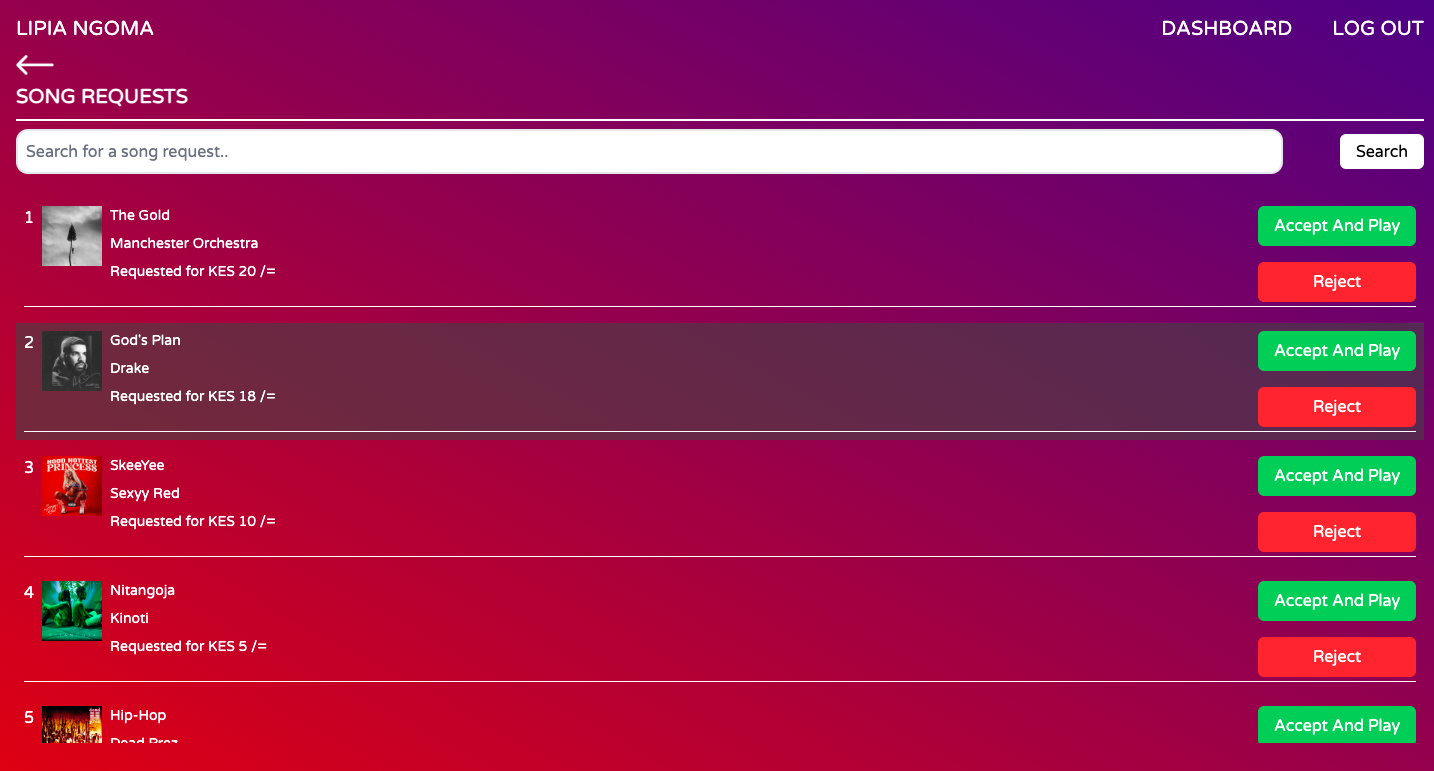 LIPIA NGOMA
DASHBOARD
LOG OUT
SONG REQUESTS
Search for a song request..
Search
1
The Gold
Manchester Orchestra
Requested for KES 20 /=
Accept And Play
Reject
2
God's Plan
Drake
Requested for KES 18 /=
Accept And Play
Reject
3
HOOD HOTTEST
PRINCESS
SkeeYee
Sexyy Red
Requested for KES 10 /=
Accept And Play
Reject
4
Nitangoja
Kinoti
Requested for KES 5 /=
Accept And Play
Reject
5
Hip-Hop
Dead Prez
Accept And Play